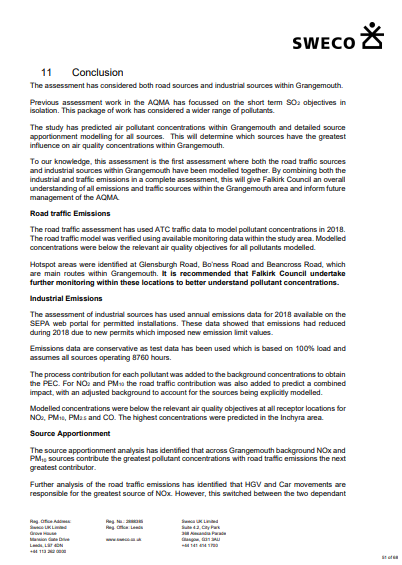 SWECO
11 Conclusion
The assessment has considered both road sources and industrial sources within Grangemouth.
Previous assessment work in the AQMA has focussed on the short term SO2 objectives in
isolation. This package of work has considered a wider range of pollutants.
The study has predicted air pollutant concentrations within Grangemouth and detailed source
apportionment modelling for all sources. This will determine which sources have the greatest
influence on air quality concentrations within Grangemouth.
To our knowledge, this assessment is the first assessment where both the road traffic sources
and industrial sources within Grangemouth have been modelled together. By combining both the
industrial and traffic emissions in a complete assessment, this will give Falkirk Council an overall
understanding of all emissions and traffic sources within the Grangemouth area and inform future
management of the AQMA.
Road traffic Emissions
The road traffic assessment has used ATC traffic data to model pollutant concentrations in 2018.
The road traffic model was verified using available monitoring data within the study area. Modelled
concentrations were below the relevant air quality objectives for all pollutants modelled.
Hotspot areas were identified at Glensburgh Road, Bo'ness Road and Beancross Road, which
are main routes within Grangemouth. It is recommended that Falkirk Council undertake
further monitoring within these locations to better understand pollutant concentrations.
Industrial Emissions
The assessment of industrial sources has used annual emissions data for 2018 available on the
SEPA web portal for permitted installations. These data showed that emissions had reduced
during 2018 due to new permits which imposed new emission limit values.
Emissions data are conservative as test data has been used which is based on 100% load and
assumes all sources operating 8760 hours.
The process contribution for each pollutant was added to the background concentrations to obtain
the PEC. For NO2 and PM10 the road traffic contribution was also added to predict a combined
impact, with an adjusted background to account for the sources being explicitly modelled.
Modelled concentrations were below the relevant air quality objectives at all receptor locations for
NO2, PM10, PM2.5 and CO. The highest concentrations were predicted in the Inchyra area.
Source Apportionment
The source apportionment analysis has identified that across Grangemouth background NOx and
PM10 sources contribute the greatest pollutant concentrations with road traffic emissions the next
greatest contributor.
Further analysis of the road traffic emissions has identified that HGV and Car movements are
responsible for the greatest source of NOx. However, this switched between the two dependant
Reg. Office Address:
Sweco UK Limited
Grove House
Mansion Gate Drive
Leeds, LS7 4DN
+44 113 262 0000
Reg. No.: 2888385
Reg. Office: Leeds
www.sweco.co.uk
Sweco UK Limited
Suite 4.2, City Park
368 Alexandra Parade
Glasgow, G31 3AU
+44 141 414 1700
51 of 68